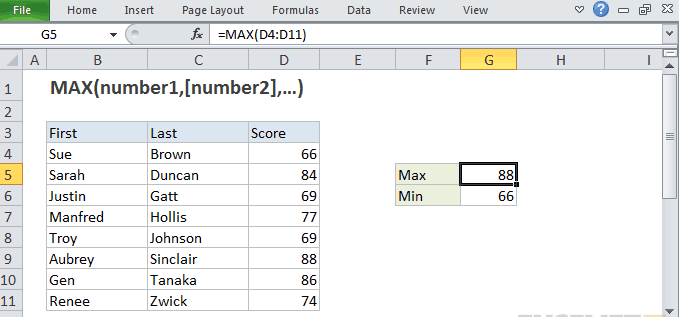 File Home Insert Page Layout Formulas Data Review View
G5 fx =MAX(D4:D11)
A B C D E F G H I
1 MAX(number1,[number2],...)
2
3 First Last Score
4 Sue Brown 66
5 Sarah Duncan 84 Max 88
6 Justin Gatt 69 Min 66
7 Manfred Hollis 77
8 Troy Johnson 69
9 Aubrey Sinclair 88
10 Gen Tanaka 86
11 Renee Zwick 74